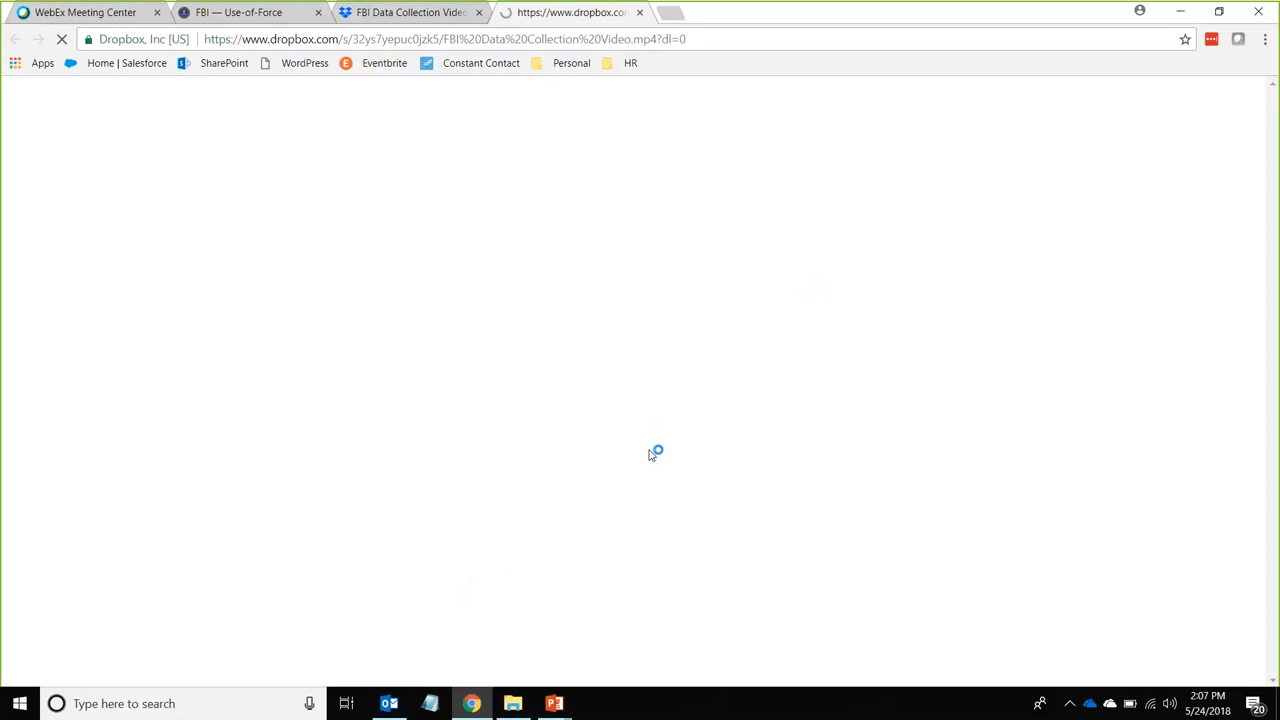 WebEx Meeting Center
FBI — Use-of-Force
FBI Data Collection Video
https://www.dropbox.com
Dropbox, Inc [US]
https://www.dropbox.com/s/32ys7yepuc0jzk5/FBI%20Data%20Collection%20Video.mp4?dl=0
Apps
Home | Salesforce
SharePoint
WordPress
Eventbrite
Constant Contact
Personal
HR
Type here to search
2:07 PM
5/24/2018
20